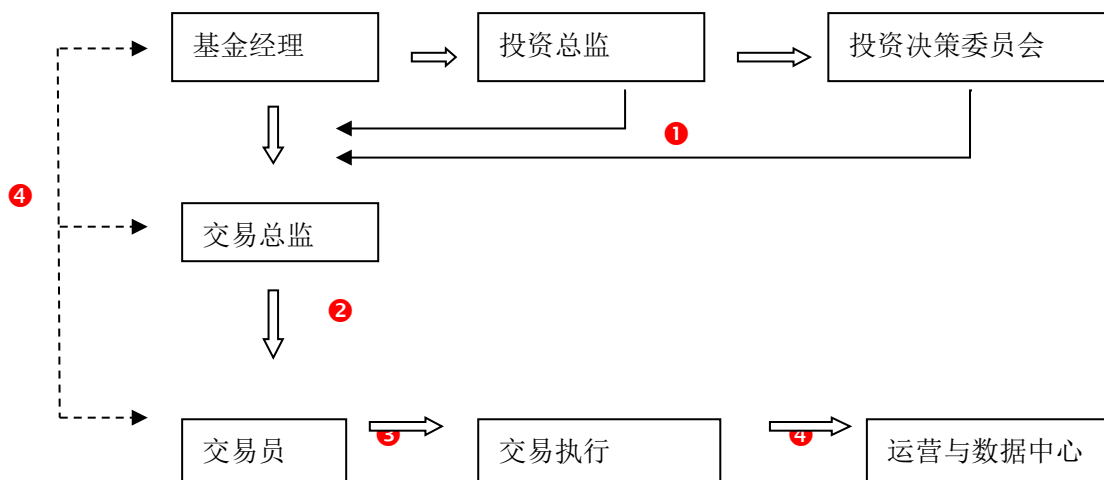 基金经理
投资总监
投资决策委员会
❶
❹
交易总监
❷
交易员
❸
交易执行
❹
运营与数据中心